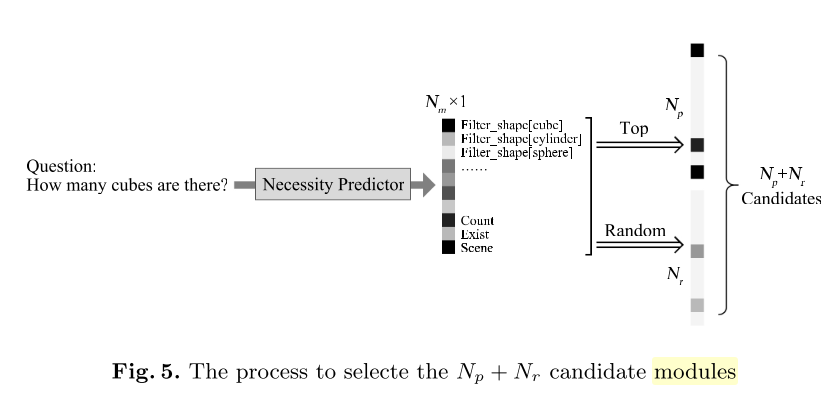 N_m×1
Filter_shape[cube]
Filter_shape[cylinder]
Filter_shape[sphere]
......
Count
Exist
Scene
Question:
How many cubes are there?
Necessity Predictor
Top
Random
N_p
N_r
N_p+N_r
Candidates
Fig. 5. The process to selecte the N_p + N_r candidate modules